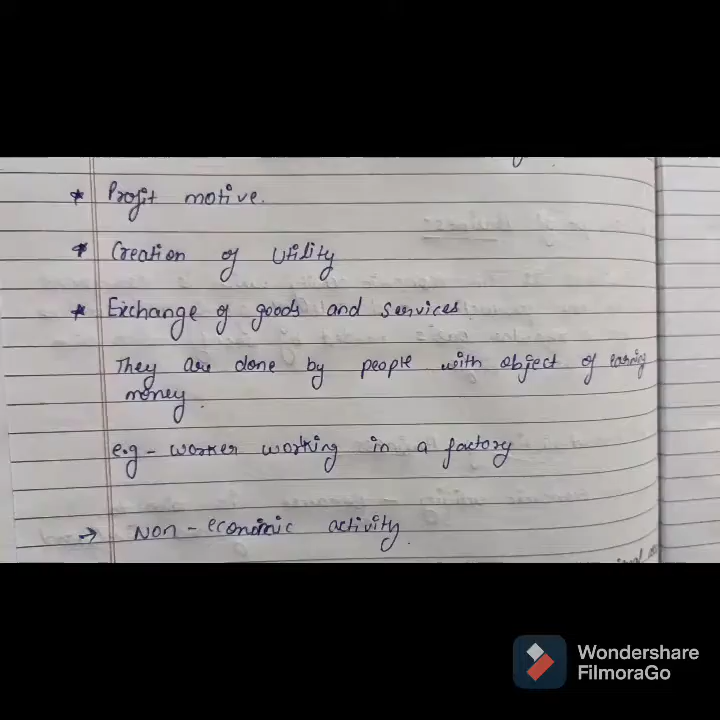 * Profit motive.
* Creation of Utility
* Exchange of goods and services
They are done by people with object of earning
money.
e.g - worker working in a factory
→ Non-economic activity.
Wondershare
FilmoraGo